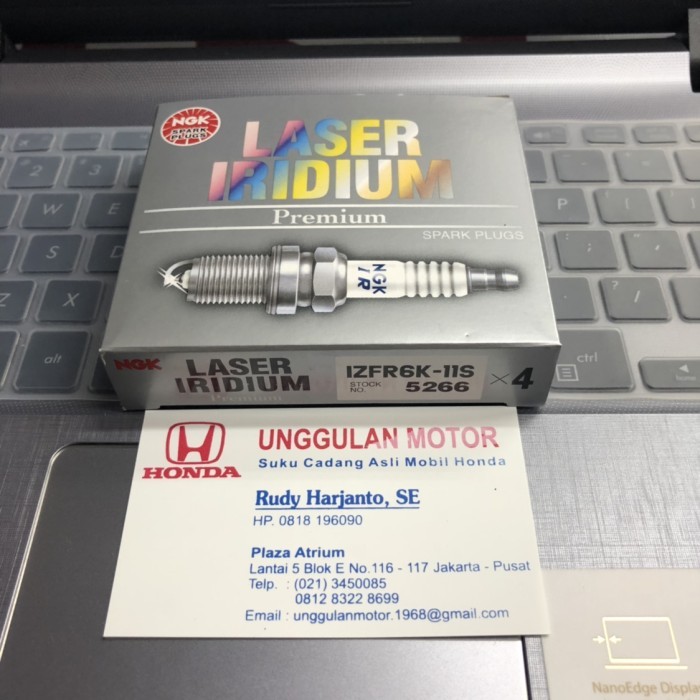 NGK
SPARK
PLUGS
LASER
IRIDIUM
Premium
SPARK PLUGS
NGK
IR
NGK
LASER
IRIDIUM
Premium
IZFR6K-11S
STOCK
NO.
5266
×4
W
S
D
Z
X
alt
K
L
ctrl
HONDA
UNGGULAN MOTOR
Suku Cadang Asli Mobil Honda
Rudy Harjanto, SE
HP. 0818 196090
Plaza Atrium
Lantai 5 Blok E No.116 - 117 Jakarta - Pusat
Telp. : (021) 3450085
0812 8322 8699
Email : unggulanmotor.1968@gmail.com
NanoEdge Display